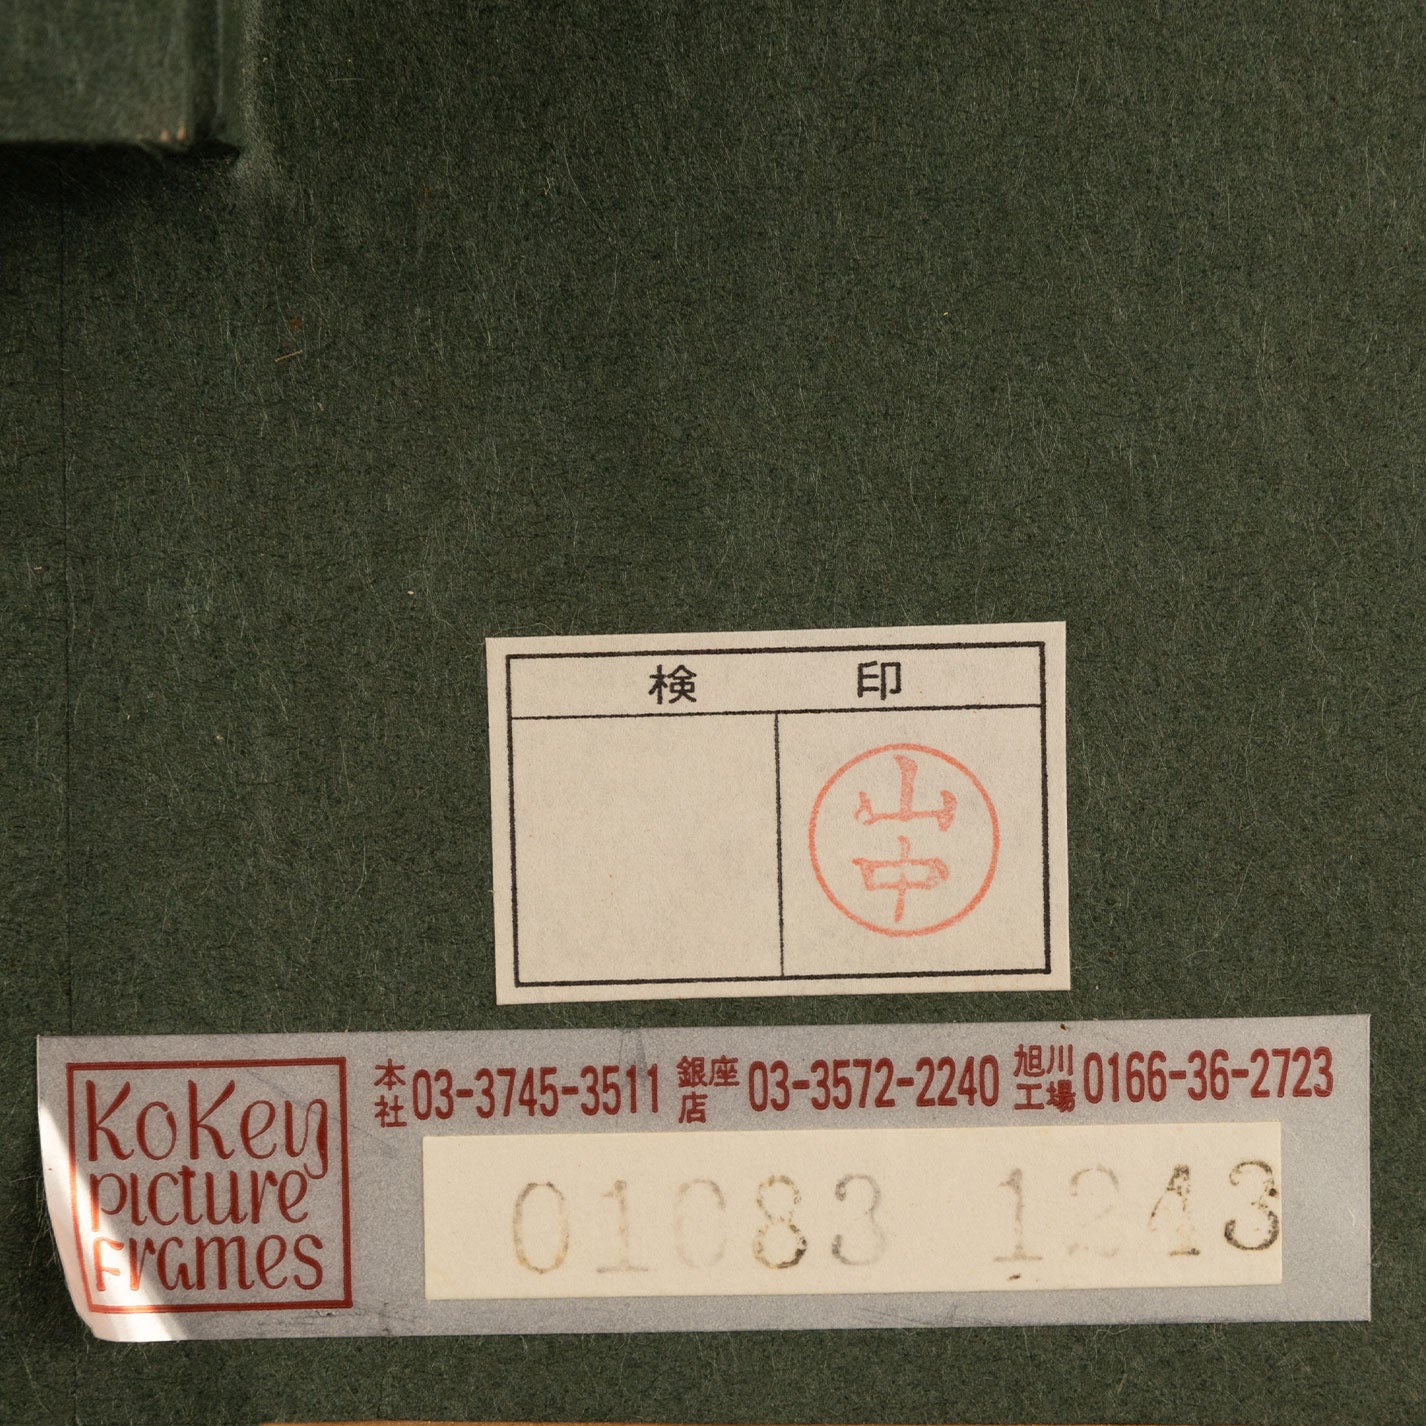 検 印
山中
Kokey
picture
Frames
本社 03-3745-3511 銀座店 03-3572-2240 旭川工場 0166-36-2723
01083 1243